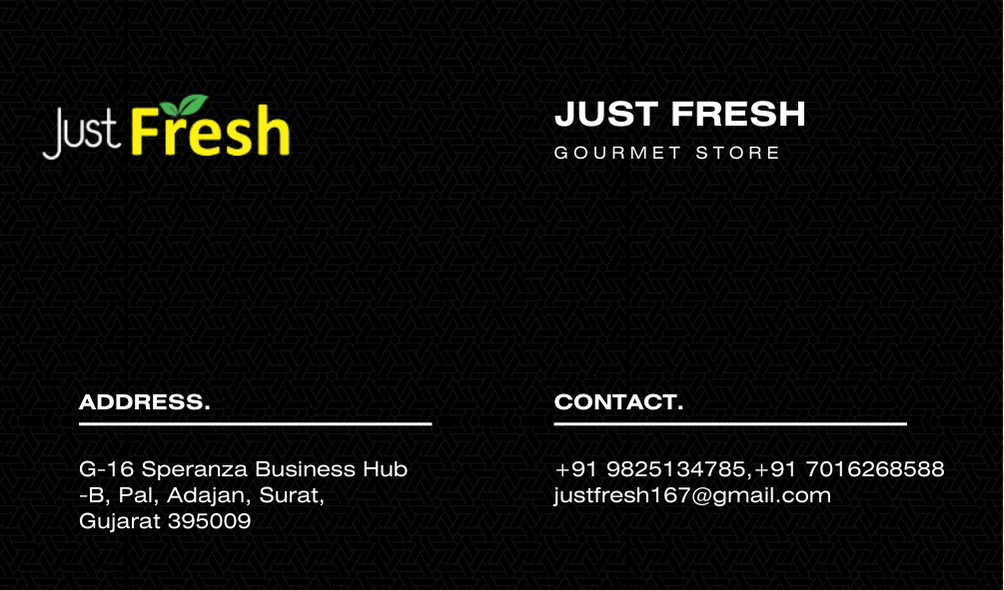 Just Fresh
JUST FRESH
GOURMET STORE
ADDRESS.
G-16 Speranza Business Hub
-B, Pal, Adajan, Surat,
Gujarat 395009
CONTACT.
+91 9825134785,+91 7016268588
justfresh167@gmail.com